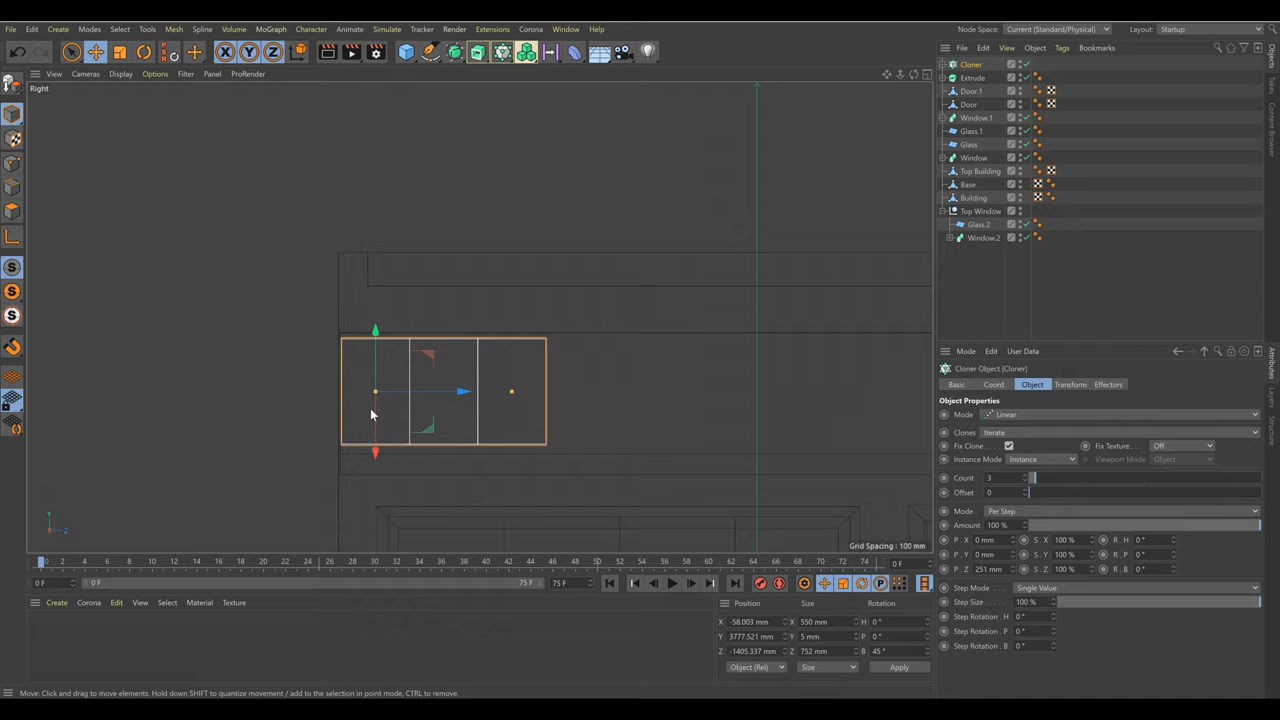 File Edit Create Modes Select Tools Mesh Spline Volume MoGraph Character Animate Simulate Tracker Render Extensions Corona Window Help
Node Space: Current (Standard/Physical) Layout: Startup
X Y Z
File Edit View Object Tags Bookmarks
View Cameras Display Options Filter Panel ProRender
Right
Cloner
Extrude
Door.1
Door
Window.1
Glass.1
Glass
Window
Top Building
Base
Building
Top Window
Glass.2
Window.2
Objects
Takes
Content Browser
S
S
S
Mode Edit User Data
Cloner Object [Cloner]
Basic Coord. Object Transform Effectors
Object Properties
Mode Linear
Clones Iterate
Fix Clone Fix Texture Off
Instance Mode Instance Viewport Mode Object
Count 3
Offset 0
Mode Per Step
Amount 100 %
P . X 0 mm S . X 100 % R . H 0 °
P . Y 0 mm S . Y 100 % R . P 0 °
P . Z 251 mm S . Z 100 % R . B 0 °
Step Mode Single Value
Step Size 100 %
Step Rotation . H 0 °
Step Rotation . P 0 °
Step Rotation . B 0 °
Attributes
Layers
Structure
Y
Z
Grid Spacing : 100 mm
0 2 4 6 8 10 12 14 16 18 20 22 24 26 28 30 32 34 36 38 40 42 44 46 48 50 52 54 56 58 60 62 64 66 68 70 72 74 0 F
0 F 0 F 75 F 75 F
P
Create Corona Edit View Select Material Texture
Position Size Rotation
X -58.003 mm X 550 mm H 0 °
Y 3777.521 mm Y 5 mm P 0 °
Z -1405.337 mm Z 752 mm B 45 °
Object (Rel) Size Apply
Move: Click and drag to move elements. Hold down SHIFT to quantize movement / add to the selection in point mode, CTRL to remove.